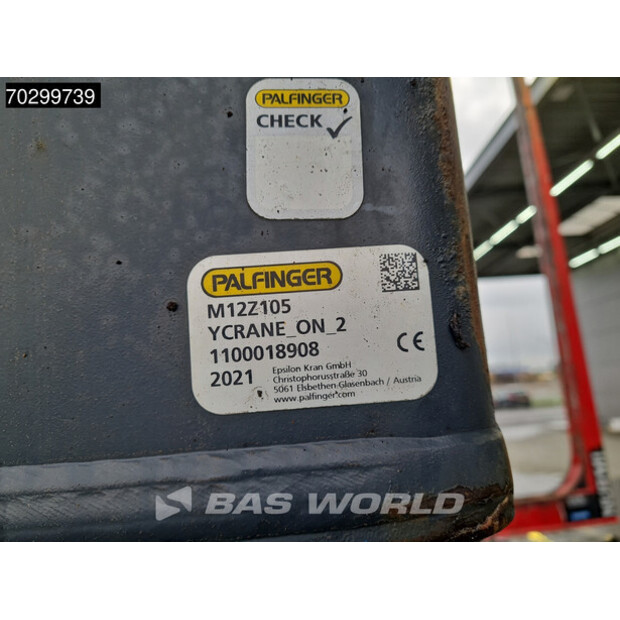 70299739
PALFINGER
CHECK
PALFINGER
M12Z105
YCRANE_ON_2
1100018908
2021
Epsilon Kran GmbH
Christophorusstraße 30
5061 Elsbethen-Glasenbach / Austria
www.palfinger.com
CE
BAS WORLD